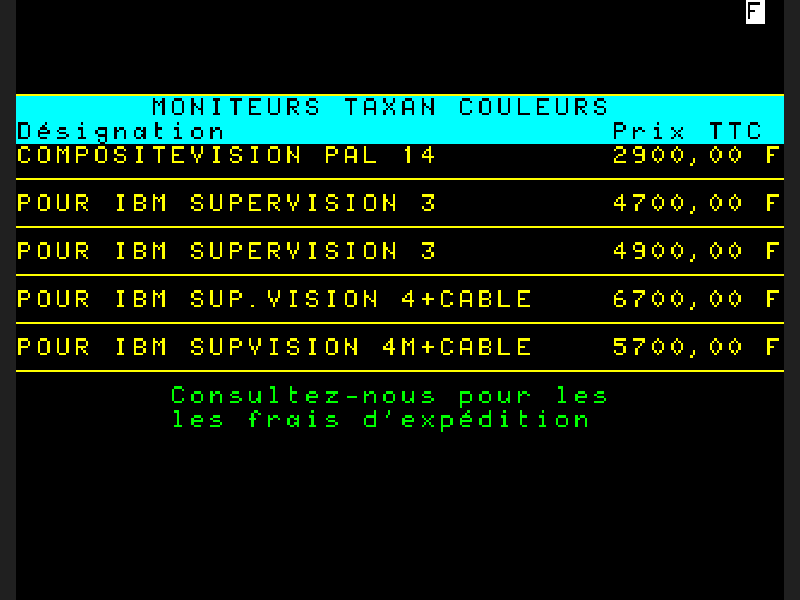 F
MONITEURS TAXAN COULEURS
Désignation Prix TTC
COMPOSITEVISION PAL 14 2900,00 F
POUR IBM SUPERVISION 3 4700,00 F
POUR IBM SUPERVISION 3 4900,00 F
POUR IBM SUP.VISION 4+CABLE 6700,00 F
POUR IBM SUPVISION 4M+CABLE 5700,00 F
Consultez-nous pour les
les frais d'expédition